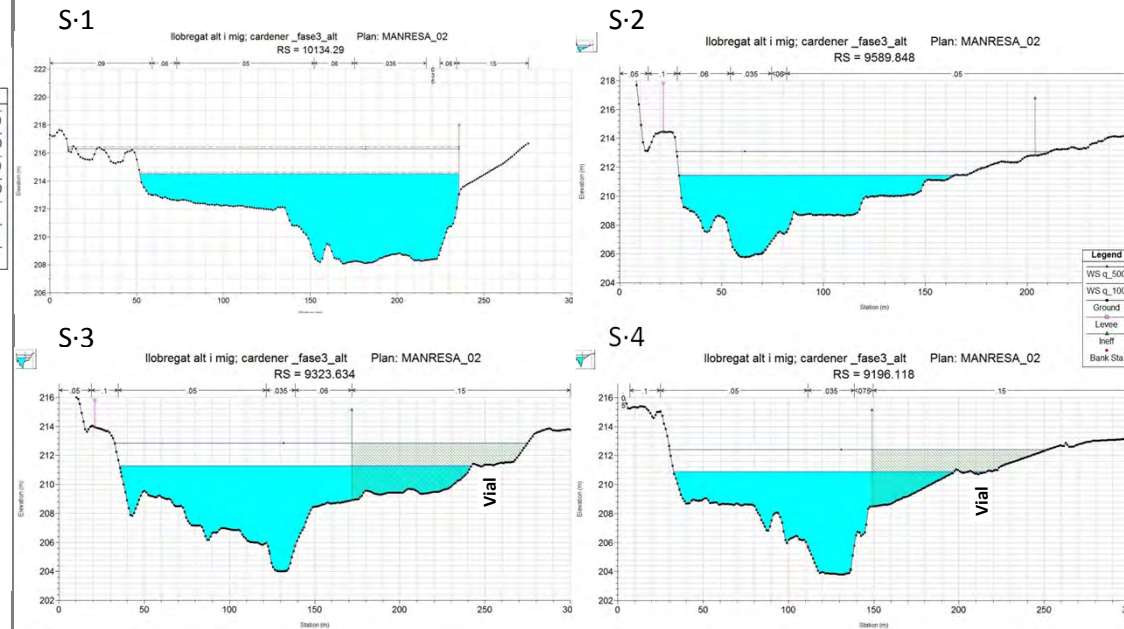 S·1
llobregat alt i mig; cardener _fase3_alt Plan: MANRESA_02
RS = 10134.29
.09 .06 .05 .06 .035 .06 .15
222
220
218
216
214
212
210
208
206
Elevation (m)
0 50 100 150 200 250 300
Station (m)
S·2
llobregat alt i mig; cardener _fase3_alt Plan: MANRESA_02
RS = 9589.848
.05 .1 .06 .035 .06 .05
218
216
214
212
210
208
206
204
Elevation (m)
0 50 100 150 200
Station (m)
Legend
WS q_500
WS q_100
Ground
Levee
Ineff
Bank Sta
S·3
llobregat alt i mig; cardener _fase3_alt Plan: MANRESA_02
RS = 9323.634
.05 .1 .05 .035 .06 .15
216
214
212
210
208
206
204
202
Elevation (m)
Vial
0 50 100 150 200 250 300
Station (m)
S·4
llobregat alt i mig; cardener _fase3_alt Plan: MANRESA_02
RS = 9196.118
.1 .05 .035 .075 .15
216
214
212
210
208
206
204
202
Elevation (m)
Vial
0 50 100 150 200 250
Station (m)